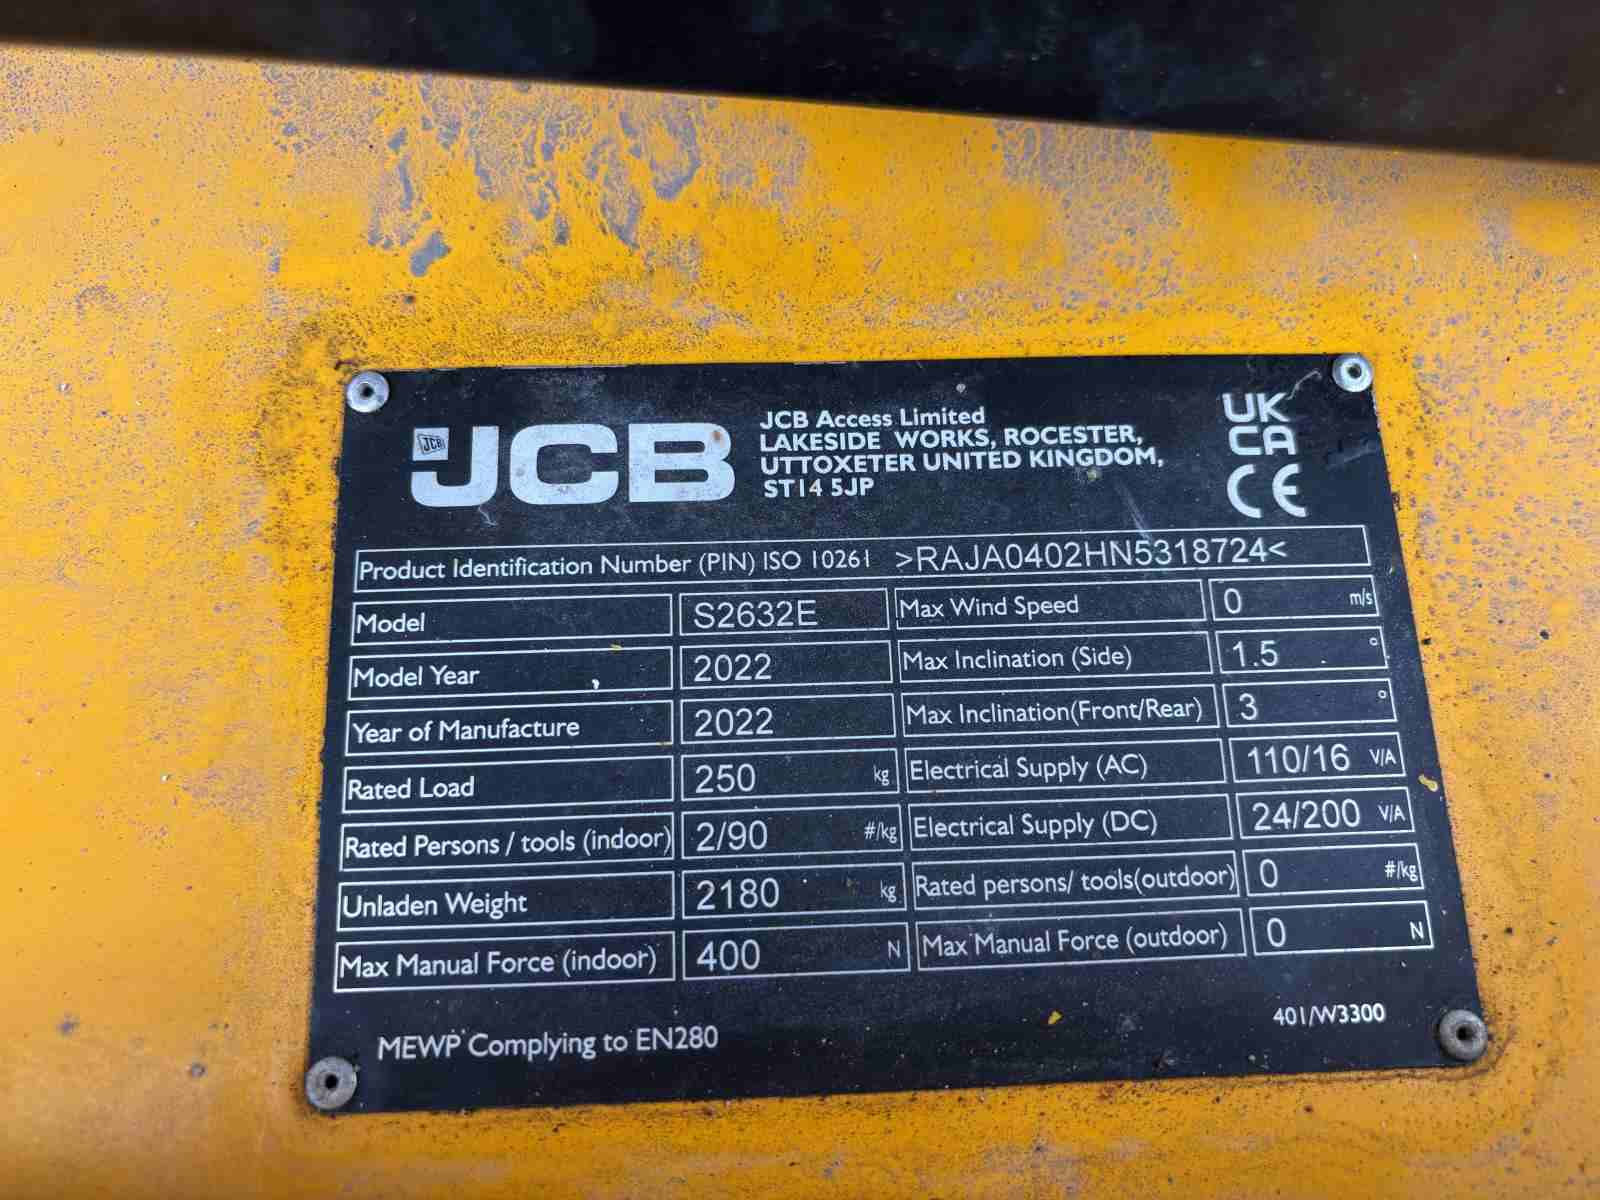 JCB JCB
JCB Access Limited
LAKESIDE WORKS, ROCESTER,
UTTOXETER UNITED KINGDOM,
ST14 5JP
UK
CA
CE
Product Identification Number (PIN) ISO 10261 >RAJA0402HN5318724<
Model S2632E Max Wind Speed 0 m/s
Model Year 2022 Max Inclination (Side) 1.5 °
Year of Manufacture 2022 Max Inclination(Front/Rear) 3 °
Rated Load 250 kg Electrical Supply (AC) 110/16 V/A
Rated Persons / tools (indoor) 2/90 #/kg Electrical Supply (DC) 24/200 V/A
Unladen Weight 2180 kg Rated persons/ tools(outdoor) 0 #/kg
Max Manual Force (indoor) 400 N Max Manual Force (outdoor) 0 N
MEWP Complying to EN280
401/W3300